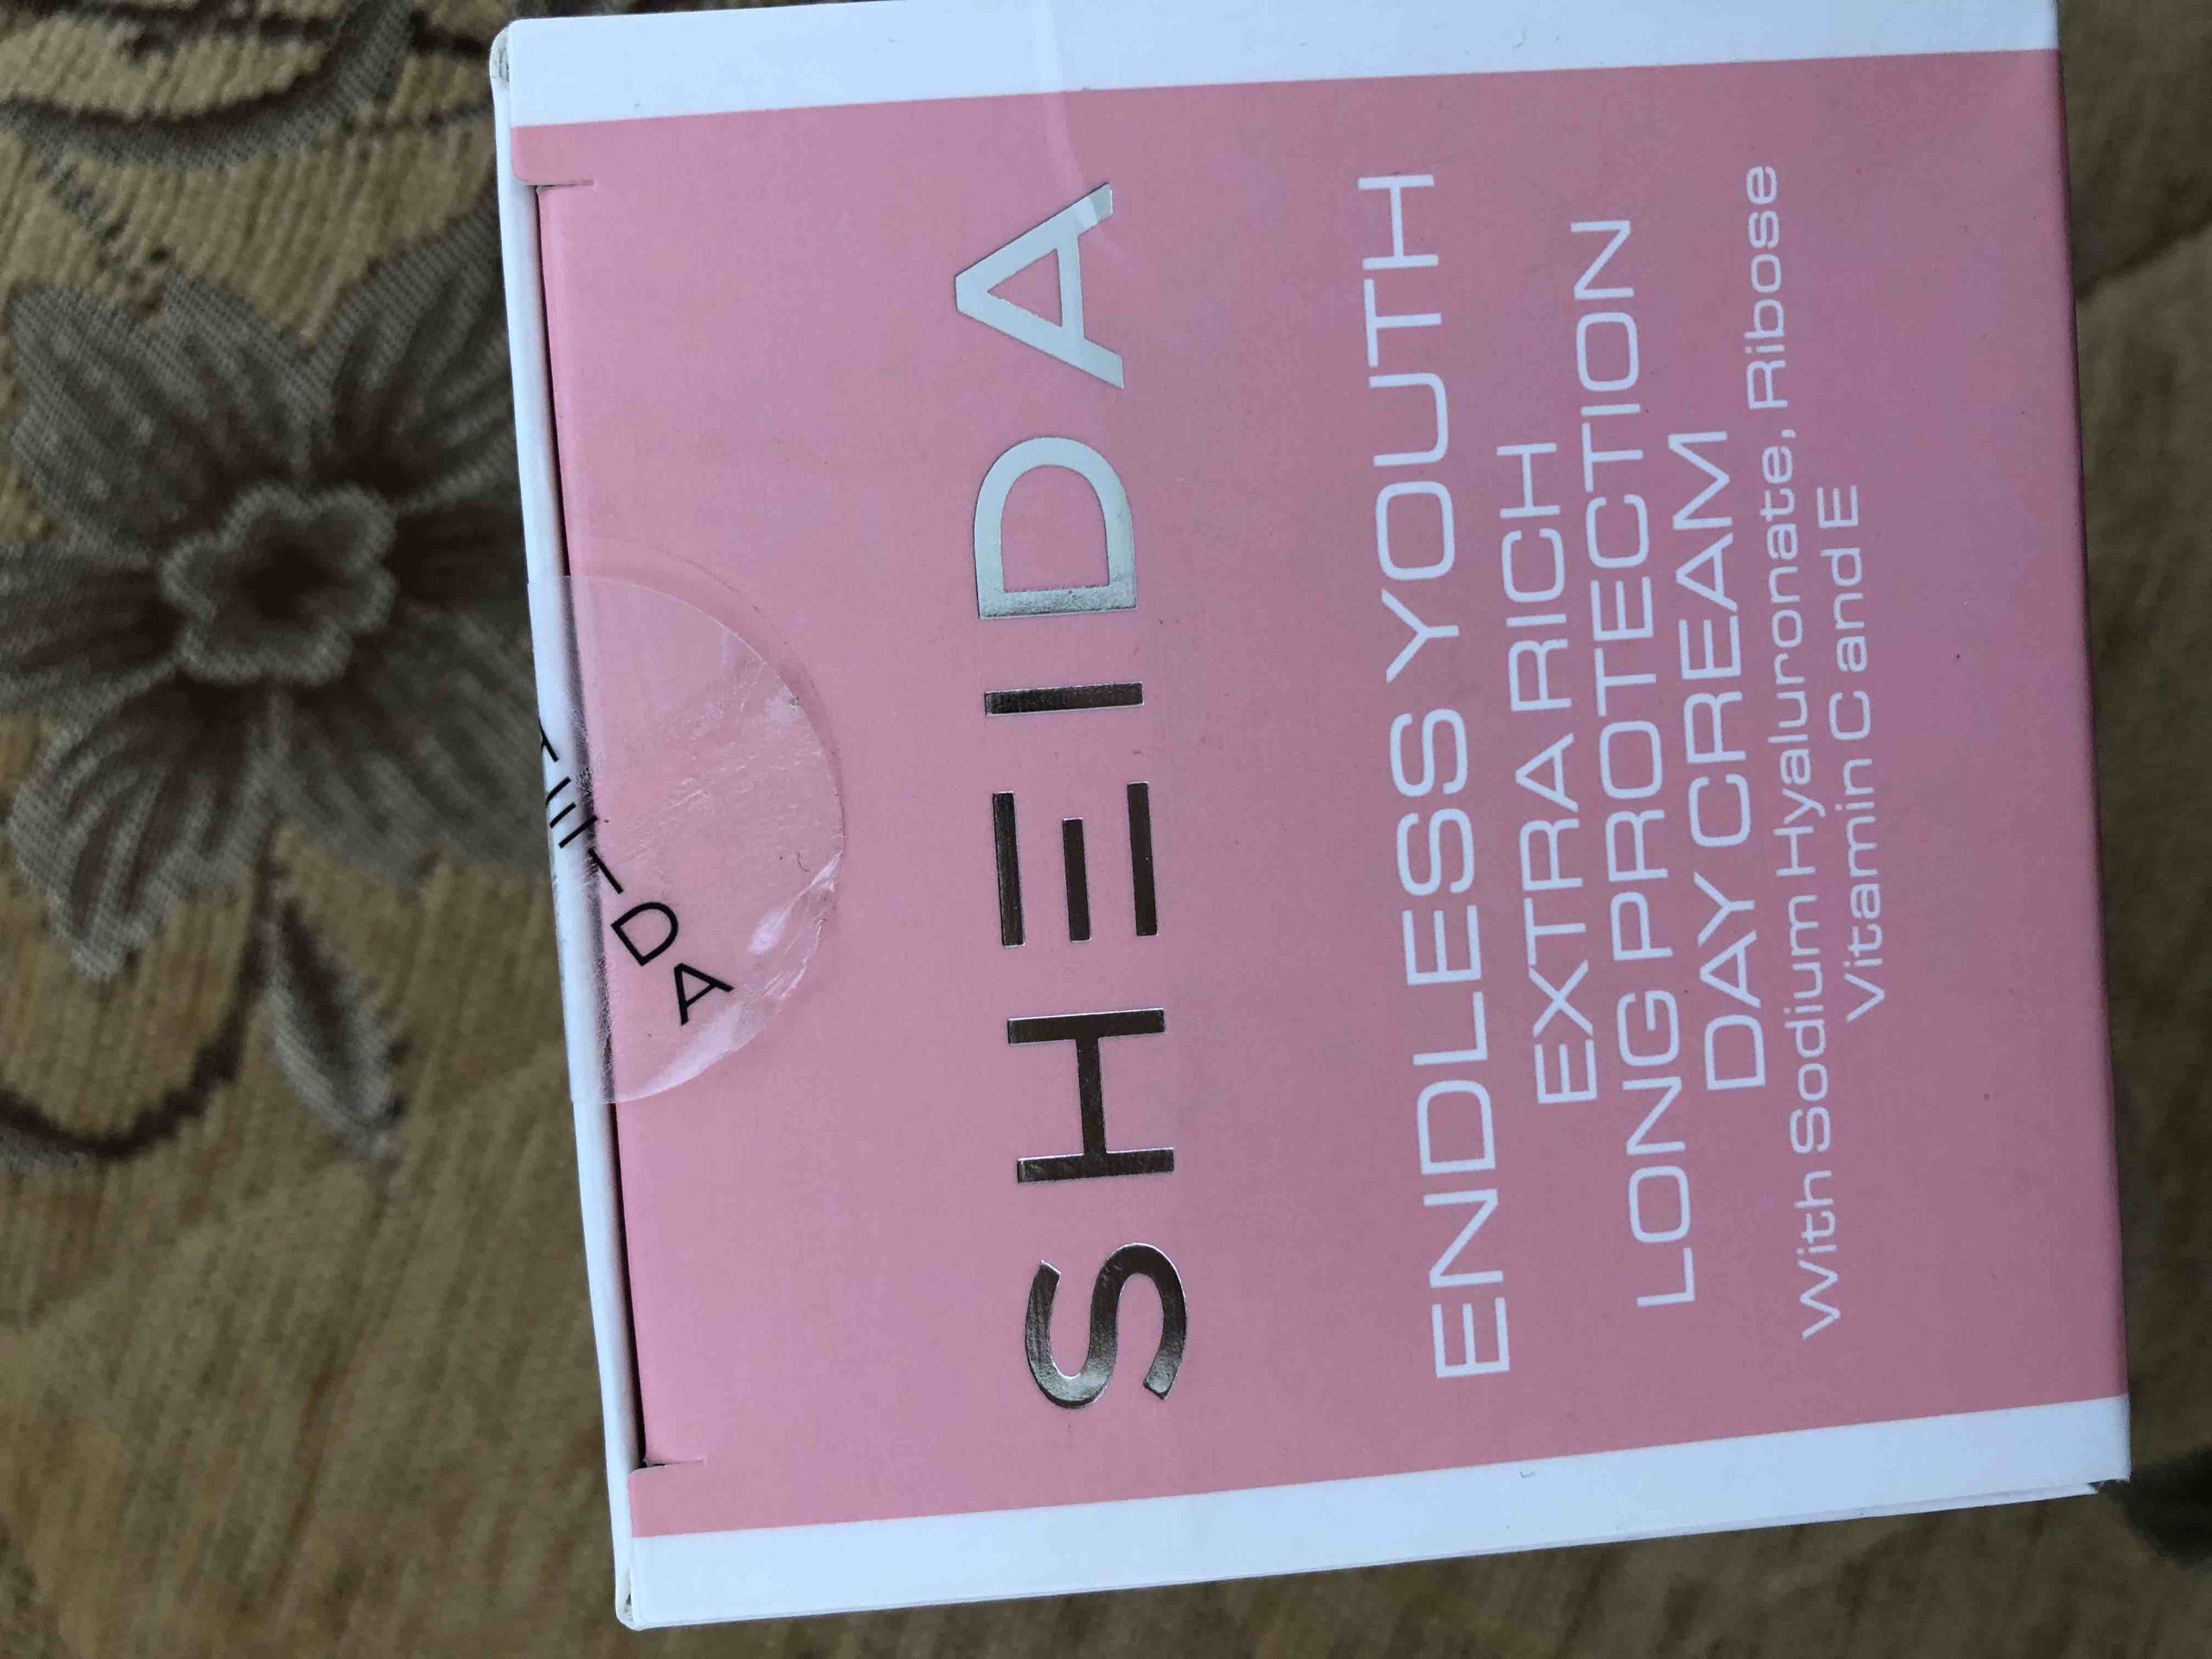 SHEIDA
ENDLESS YOUTH
EXTRA RICH
LONG PROTECTION
DAY CREAM
With Sodium Hyaluronate, Ribose
Vitamin C and E